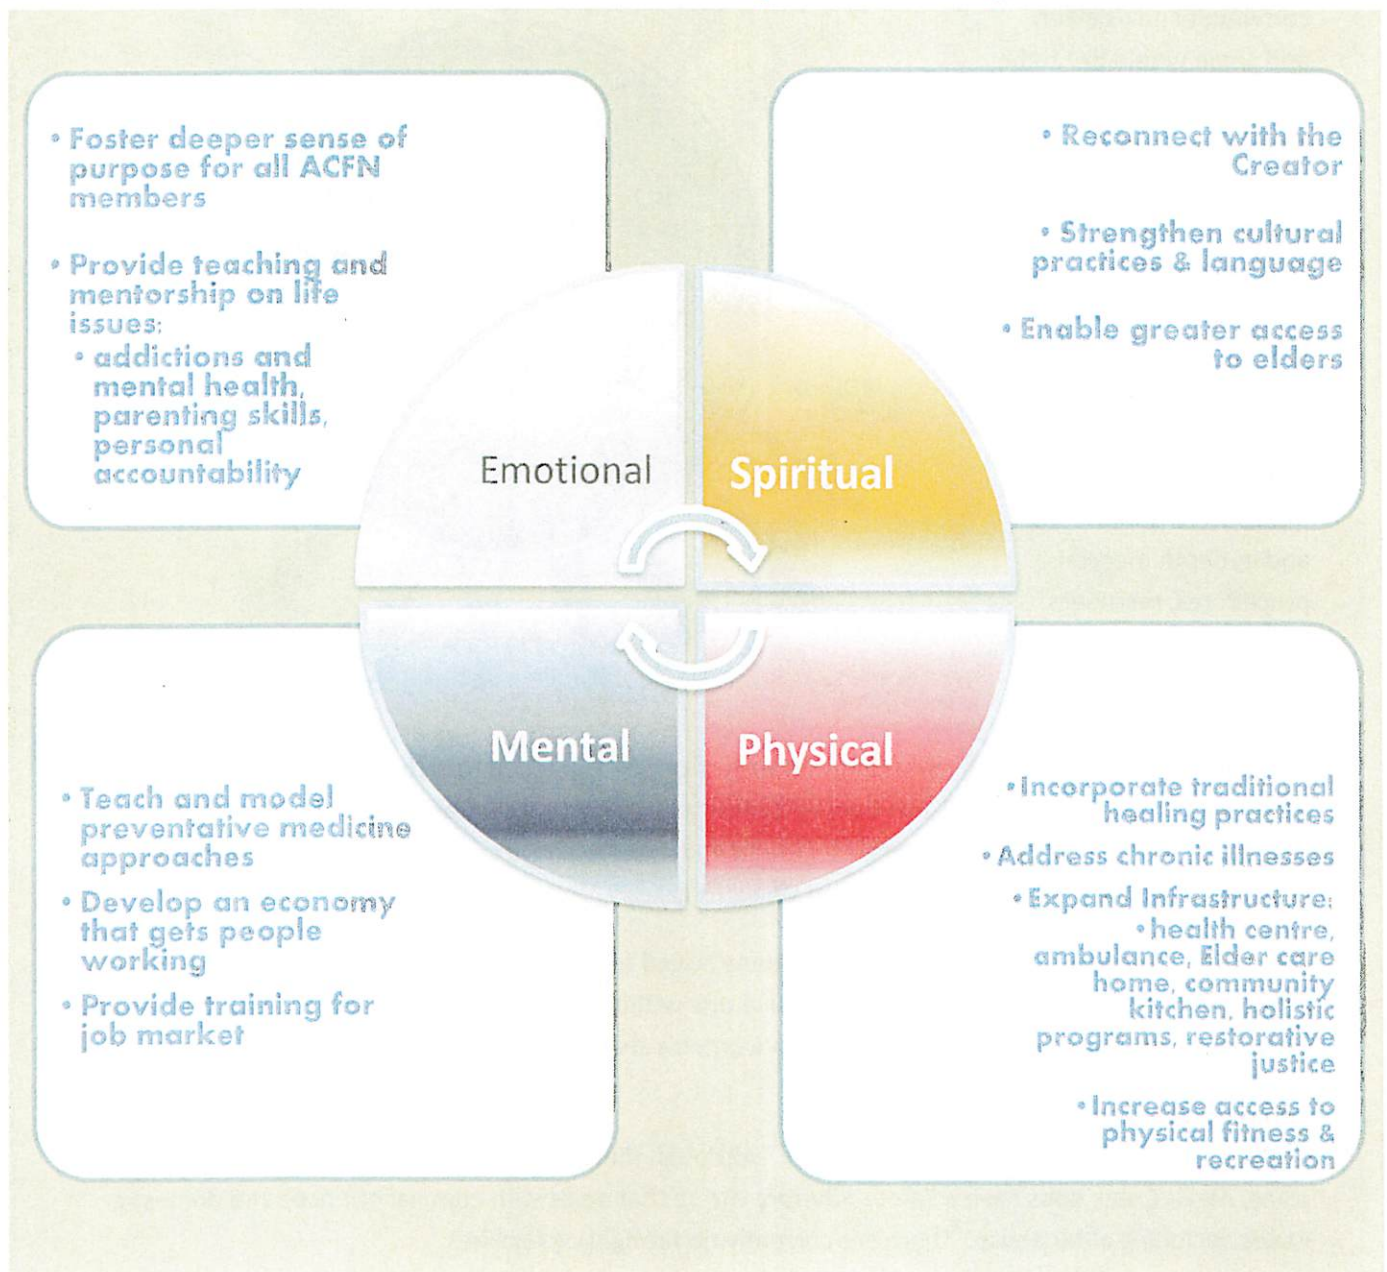 • Foster deeper sense of
purpose for all ACFN
members
• Provide teaching and
mentorship on life
issues:
• addictions and
mental health,
parenting skills,
personal
accountability
• Reconnect with the
Creator
• Strengthen cultural
practices & language
• Enable greater access
to elders
Emotional
Spiritual
Mental
Physical
• Teach and model
preventative medicine
approaches
• Develop an economy
that gets people
working
• Provide training for
job market
• Incorporate traditional
healing practices
• Address chronic illnesses
• Expand Infrastructure:
• health centre,
ambulance, Elder care
home, community
kitchen, holistic
programs, restorative
justice
• Increase access to
physical fitness &
recreation